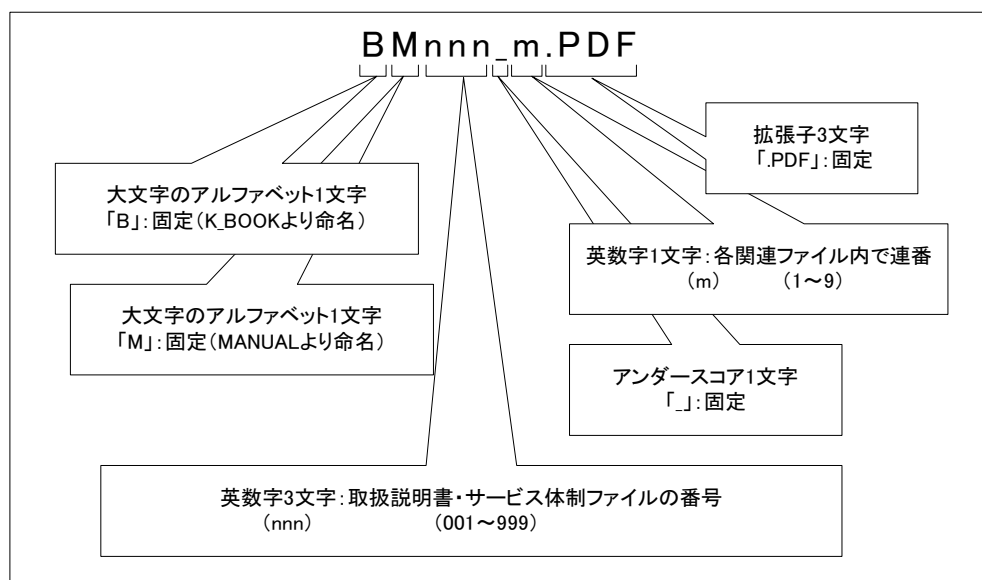 BMnnn_m.PDF
拡張子3文字
「.PDF」:固定
大文字のアルファベット1文字
「B」:固定(K_BOOKより命名)
英数字1文字:各関連ファイル内で連番
(m) (1~9)
大文字のアルファベット1文字
「M」:固定(MANUALより命名)
アンダースコア1文字
「_」:固定
英数字3文字:取扱説明書・サービス体制ファイルの番号
(nnn) (001~999)